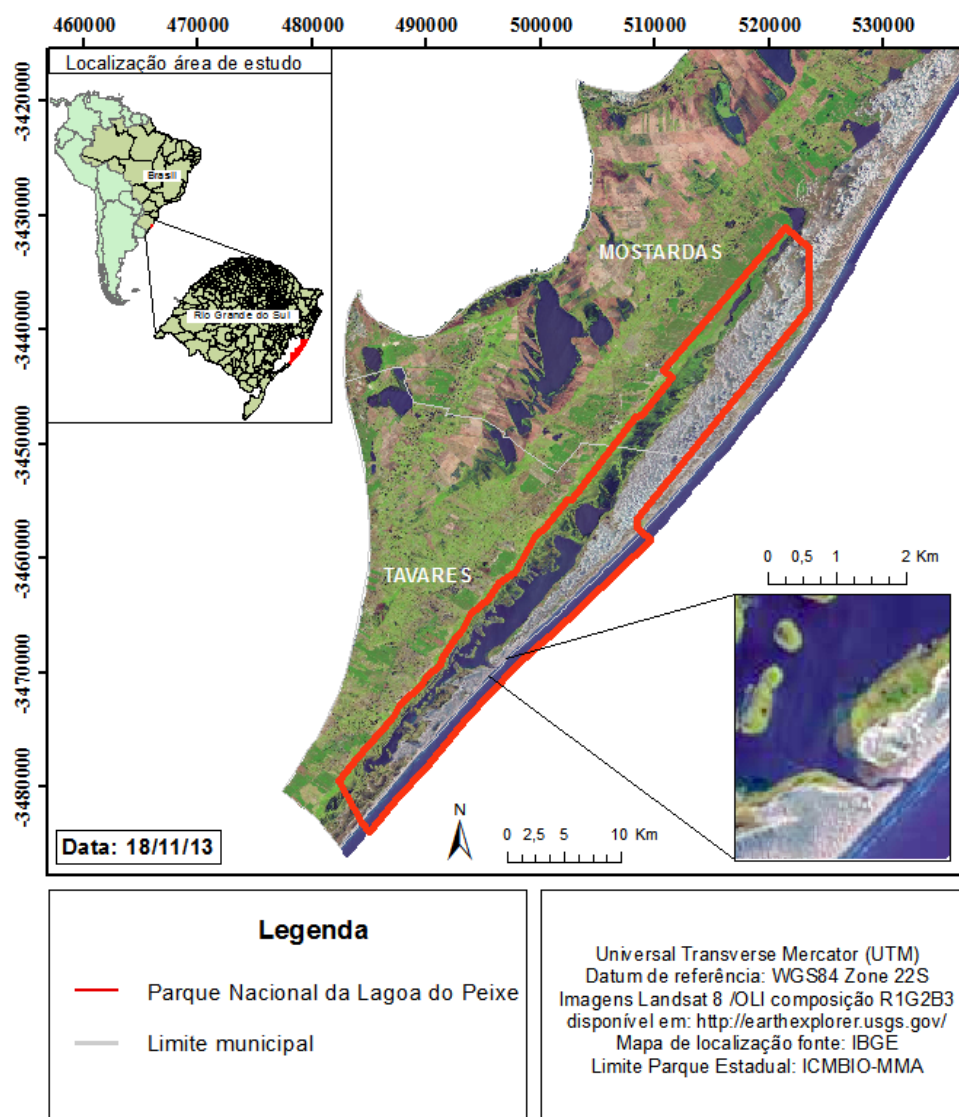 460000 470000 480000 490000 500000 510000 520000 530000
Localização área de estudo
Brasil
Rio Grande do Sul
-3420000
-3430000
-3440000
-3450000
-3460000
-3470000
-3480000
MOSTARDAS
TAVARES
0 0,5 1 2 Km
N
0 2,5 5 10 Km
Data: 18/11/13
Legenda
Parque Nacional da Lagoa do Peixe
Limite municipal
Universal Transverse Mercator (UTM)
Datum de referência: WGS84 Zone 22S
Imagens Landsat 8 /OLI composição R1G2B3
disponível em: http://earthexplorer.usgs.gov/
Mapa de localização fonte: IBGE
Limite Parque Estadual: ICMBIO-MMA